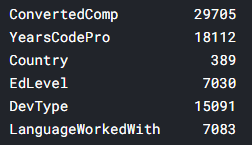 ConvertedComp 29705
YearsCodePro 18112
Country 389
EdLevel 7030
DevType 15091
LanguageWorkedWith 7083